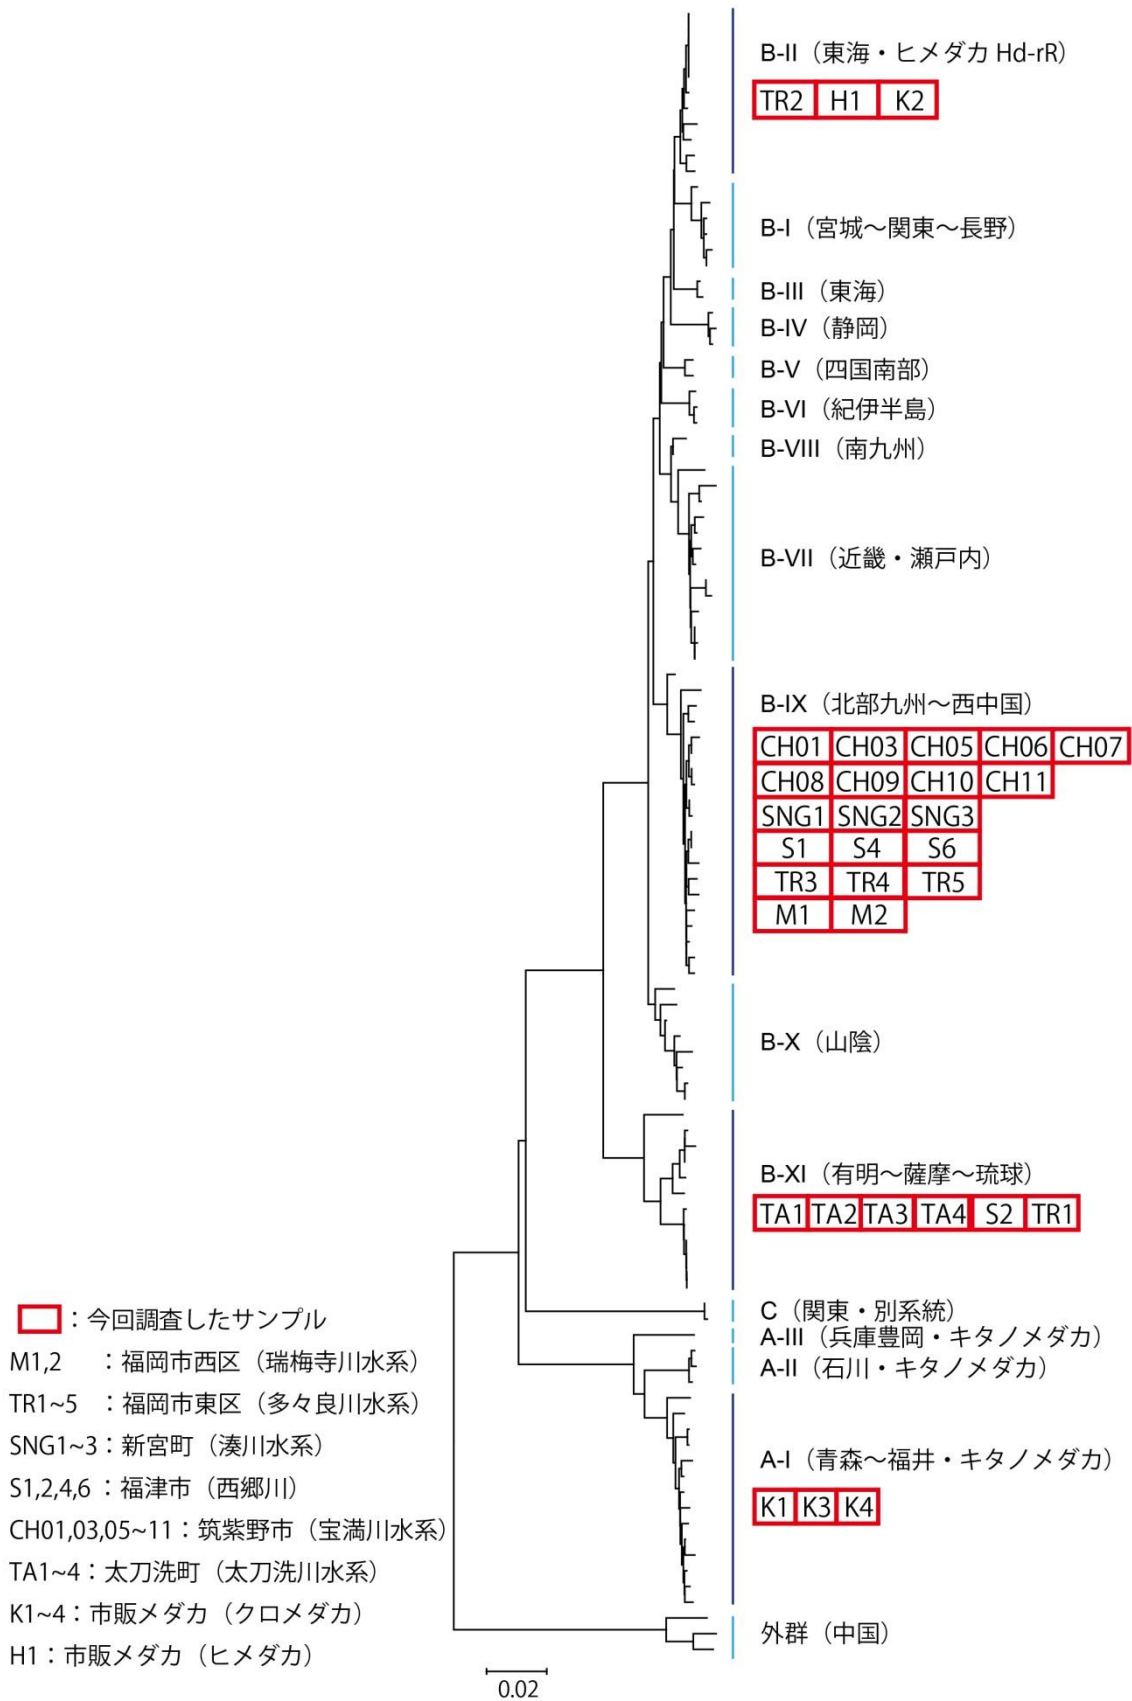 B-II（東海・ヒメダカ Hd-rR）
TR2 H1 K2
B-I（宮城～関東～長野）
B-III（東海）
B-IV（静岡）
B-V（四国南部）
B-VI（紀伊半島）
B-VIII（南九州）
B-VII（近畿・瀬戸内）
B-IX（北部九州～西中国）
CH01 CH03 CH05 CH06 CH07
CH08 CH09 CH10 CH11
SNG1 SNG2 SNG3
S1 S4 S6
TR3 TR4 TR5
M1 M2
B-X（山陰）
B-XI（有明～薩摩～琉球）
TA1 TA2 TA3 TA4 S2 TR1
C（関東・別系統）
A-III（兵庫豊岡・キタノメダカ）
A-II（石川・キタノメダカ）
A-I（青森～福井・キタノメダカ）
K1 K3 K4
外群（中国）
：今回調査したサンプル
M1,2 ：福岡市西区（瑞梅寺川水系）
TR1~5 ：福岡市東区（多々良川水系）
SNG1~3：新宮町（湊川水系）
S1,2,4,6：福津市（西郷川）
CH01,03,05~11：筑紫野市（宝満川水系）
TA1~4：太刀洗町（太刀洗川水系）
K1~4：市販メダカ（クロメダカ）
H1：市販メダカ（ヒメダカ）
0.02